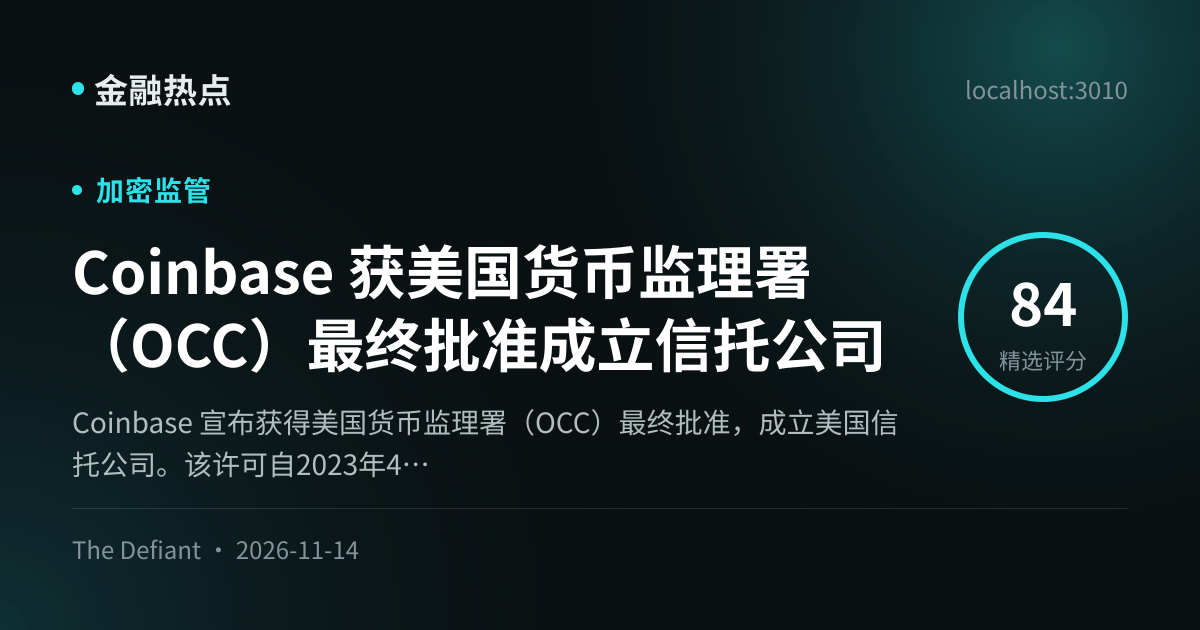 金融热点
localhost:3010
加密监管
Coinbase 获美国货币监理署
（OCC）最终批准成立信托公司
84
精选评分
Coinbase 宣布获得美国货币监理署（OCC）最终批准，成立美国信
托公司。该许可自2023年4…
The Defiant · 2026-11-14